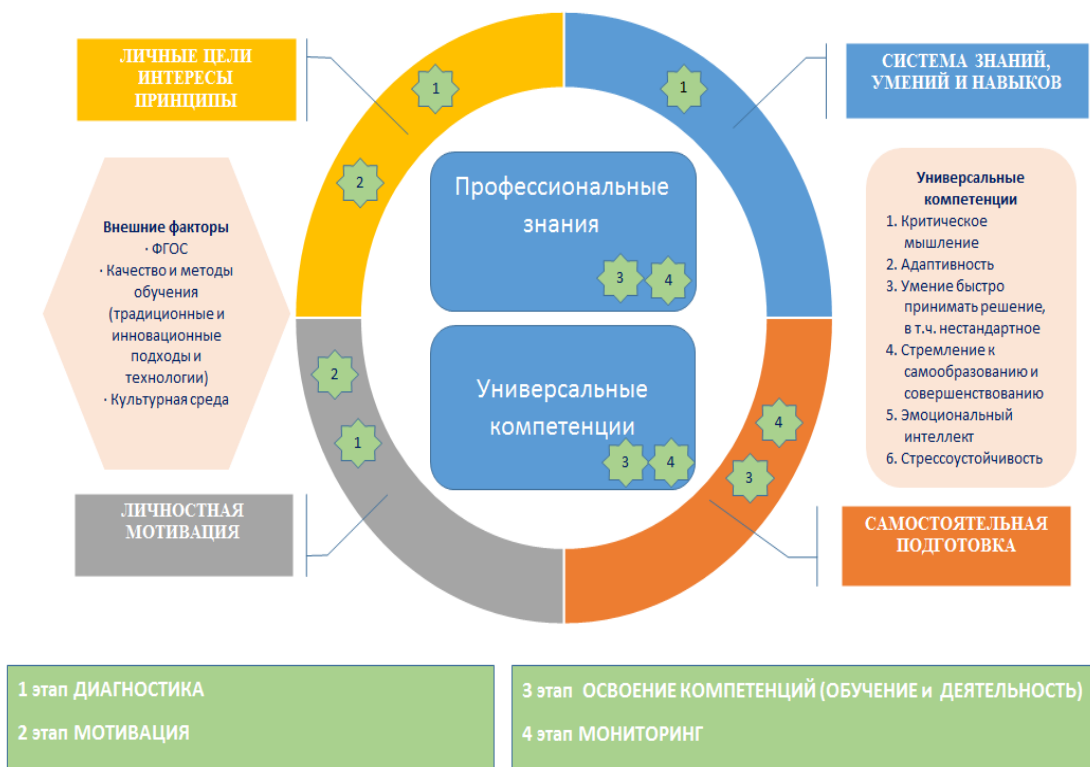 ЛИЧНЫЕ ЦЕЛИ
ИНТЕРЕСЫ
ПРИНЦИПЫ
1
1
СИСТЕМА ЗНАНИЙ,
УМЕНИЙ И НАВЫКОВ
2
Внешние факторы
· ФГОС
· Качество и методы
обучения
(традиционные и
инновационные
подходы и
технологии)
· Культурная среда
Профессиональные
знания
3
4
Универсальные
компетенции
1. Критическое
мышление
2. Адаптивность
3. Умение быстро
принимать решение,
в т.ч. нестандартное
4. Стремление к
самообразованию и
совершенствованию
5. Эмоциональный
интеллект
6. Стрессоустойчивость
2
1
Универсальные
компетенции
3
4
4
3
ЛИЧНОСТНАЯ
МОТИВАЦИЯ
САМОСТОЯТЕЛЬНАЯ
ПОДГОТОВКА
1 этап ДИАГНОСТИКА
2 этап МОТИВАЦИЯ
3 этап ОСВОЕНИЕ КОМПЕТЕНЦИЙ (ОБУЧЕНИЕ и ДЕЯТЕЛЬНОСТЬ)
4 этап МОНИТОРИНГ